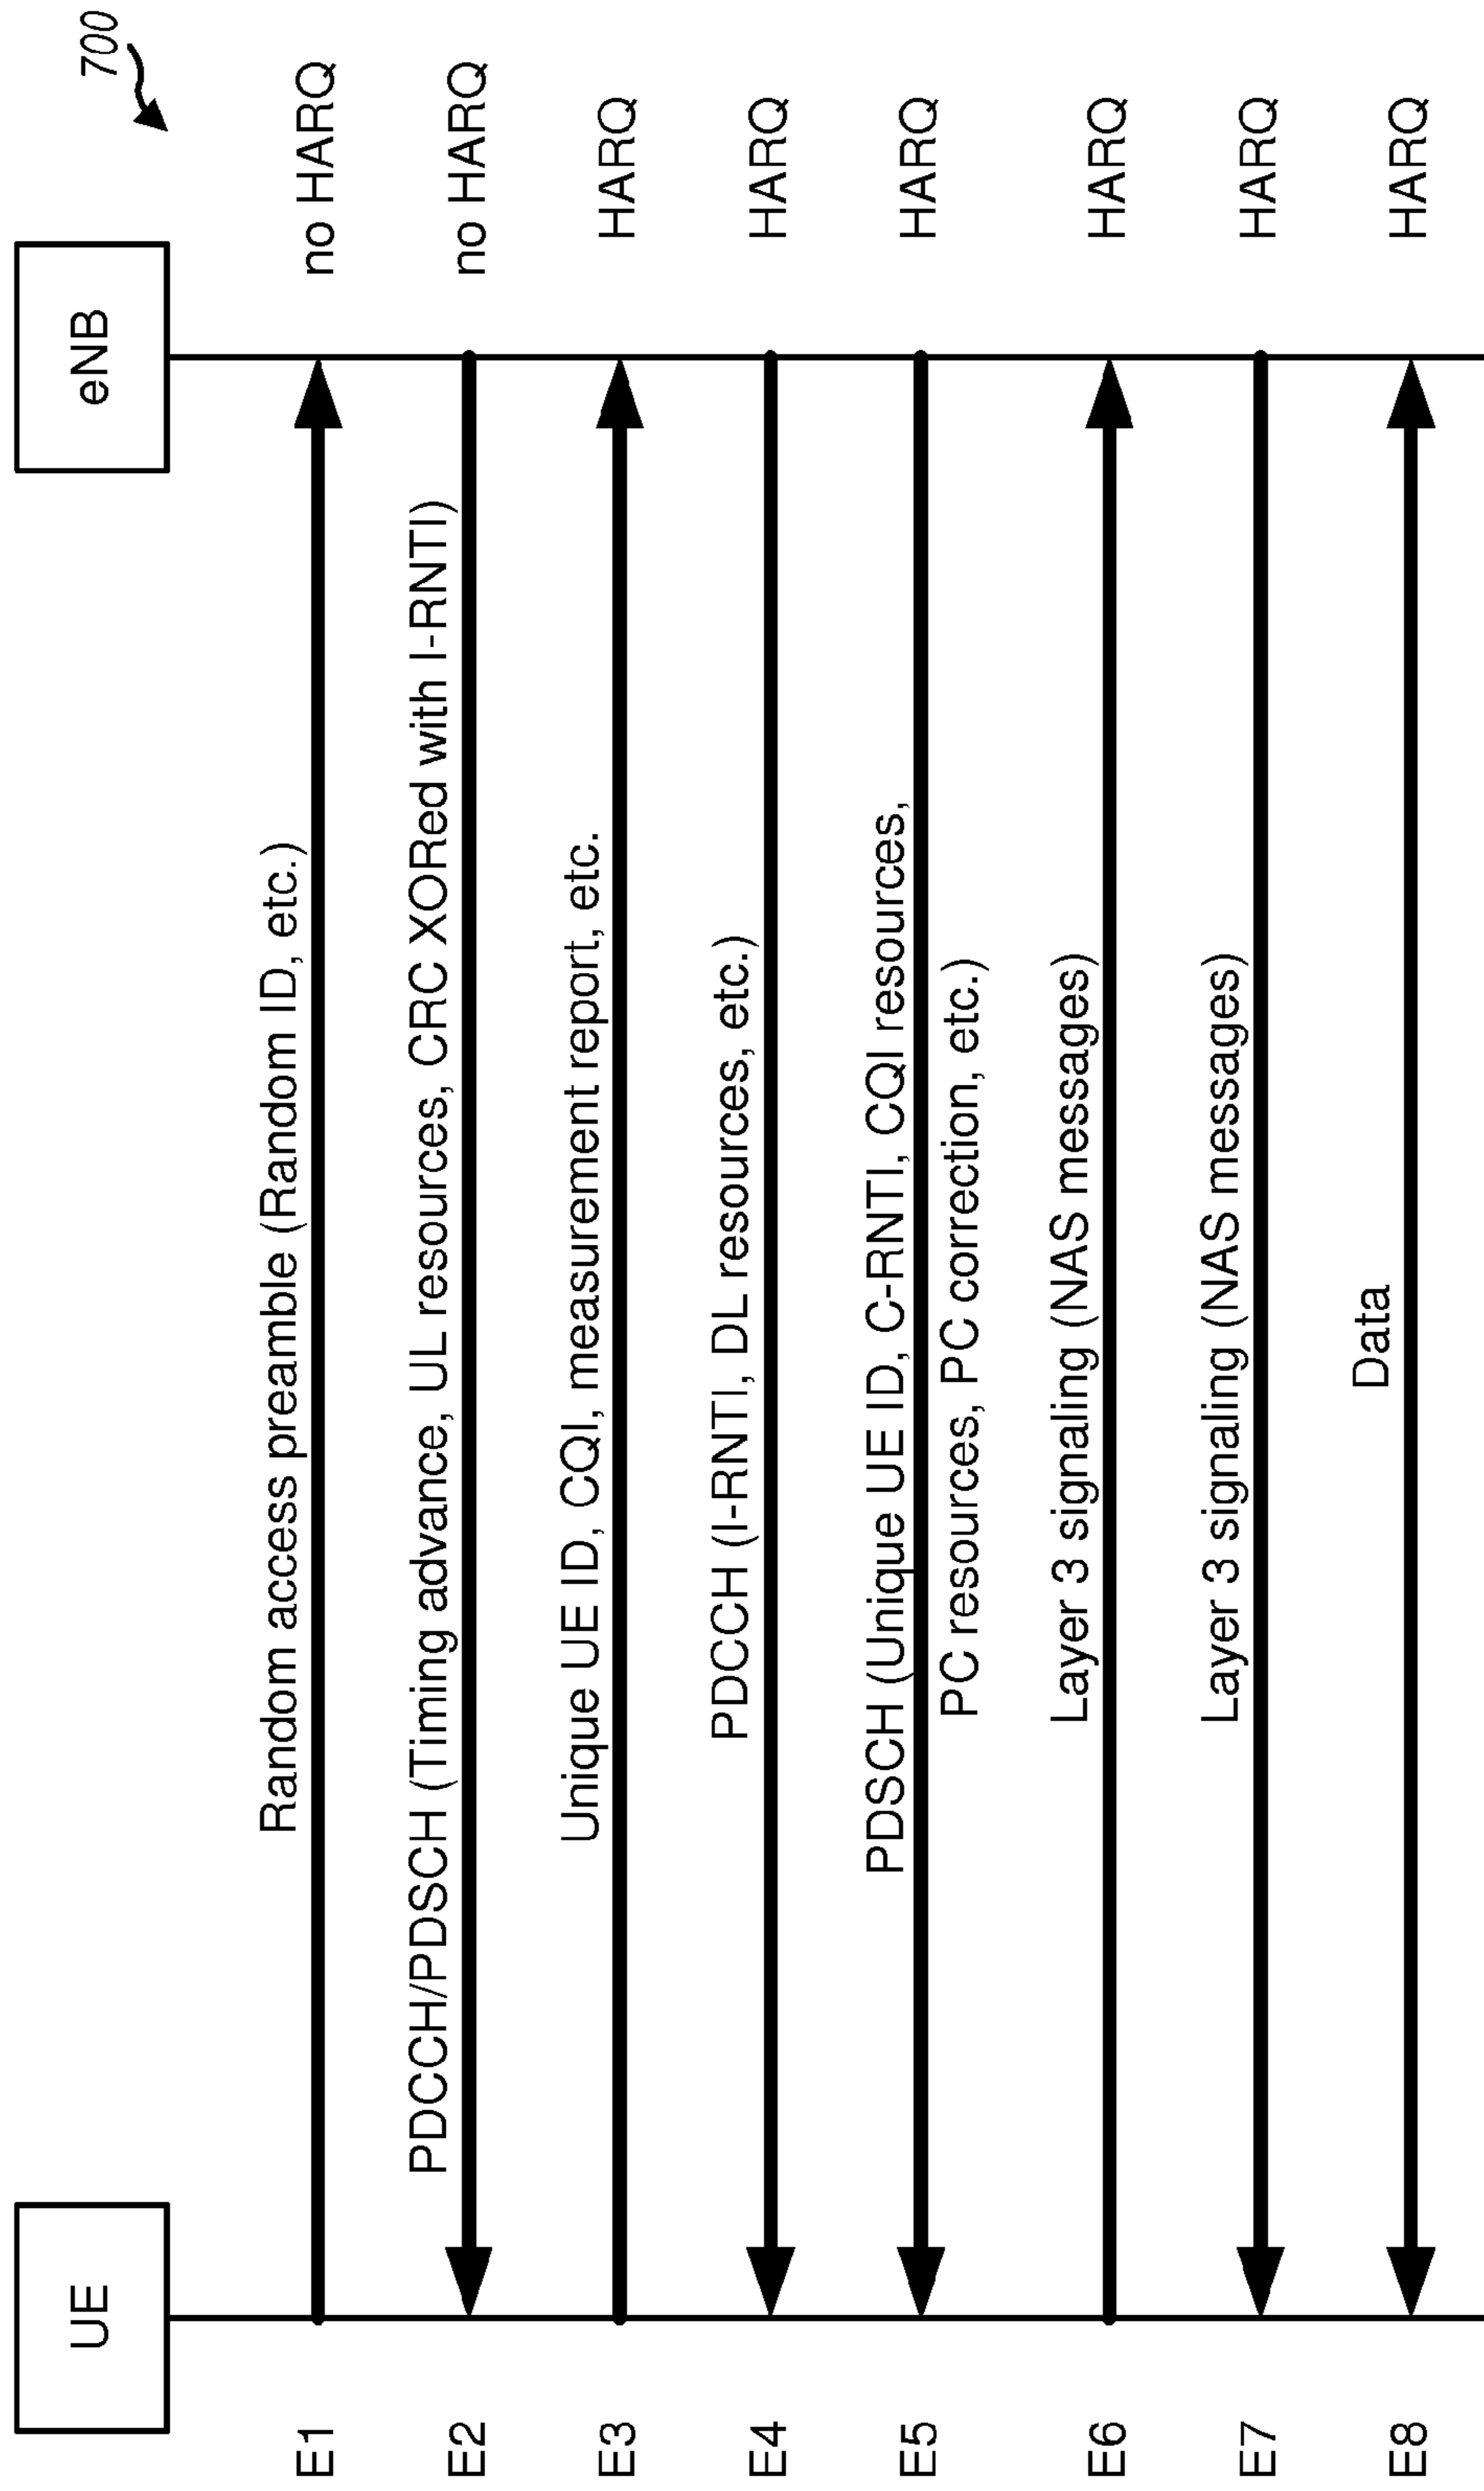 700
UE
eNB
E1
Random access preamble (Random ID, etc.)
no HARQ
E2
PDCCH/PDSCH (Timing advance, UL resources, CRC XORed with I-RNTI)
no HARQ
E3
Unique UE ID, CQI, measurement report, etc.
HARQ
E4
PDCCH (I-RNTI, DL resources, etc.)
HARQ
E5
PDSCH (Unique UE ID, C-RNTI, CQI resources,
PC resources, PC correction, etc.)
HARQ
E6
Layer 3 signaling (NAS messages)
HARQ
E7
Layer 3 signaling (NAS messages)
HARQ
E8
Data
HARQ